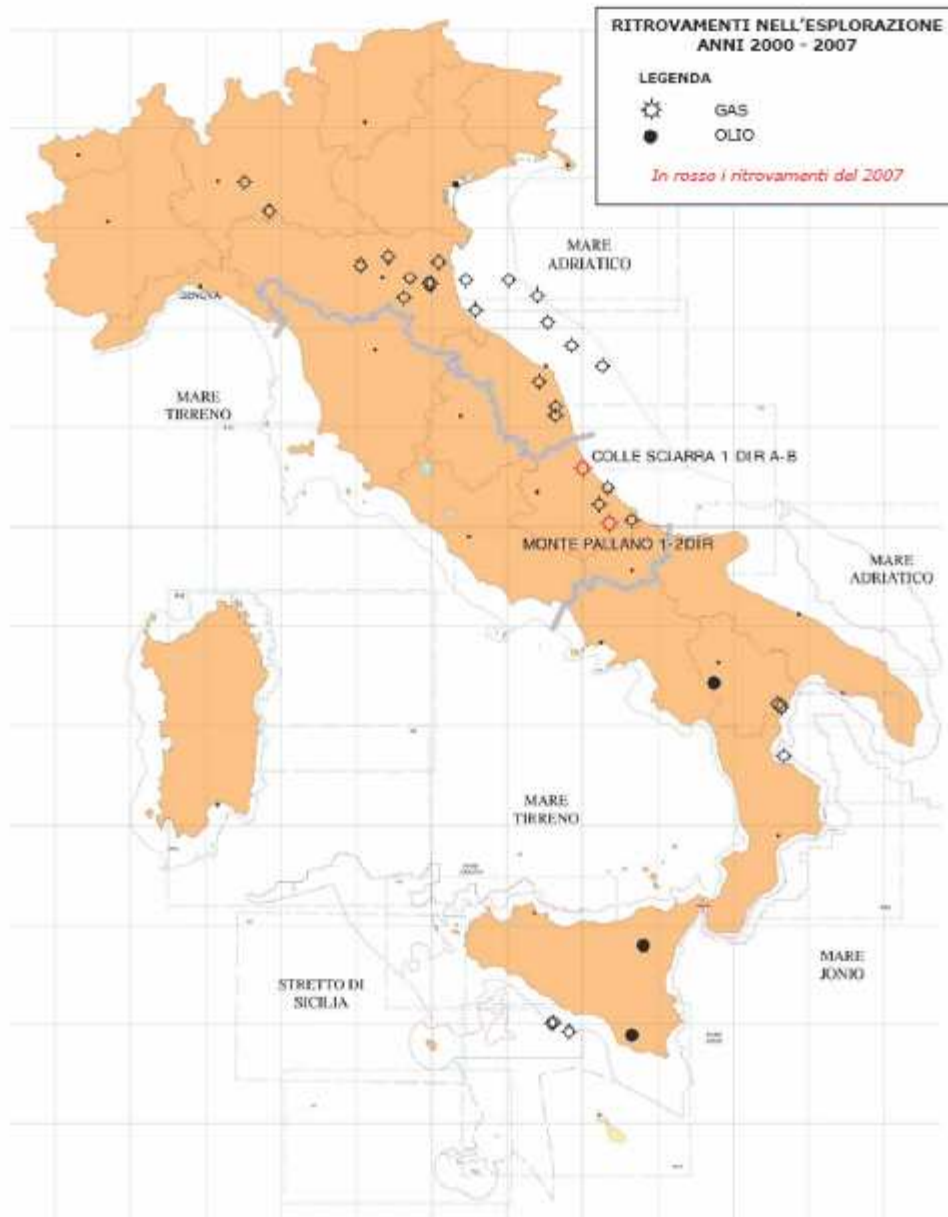 RITROVAMENTI NELL'ESPLORAZIONE
ANNI 2000 - 2007
LEGENDA
GAS
OLIO
In rosso i ritrovamenti del 2007
MARE
ADRIATICO
GENOVA
MARE
TIRRENO
COLLE SCIARRA 1 DIR A-B
MONTE PALLANO 1-2DIR
MARE
ADRIATICO
MARE
TIRRENO
MARE
JONIO
STRETTO DI
SICILIA